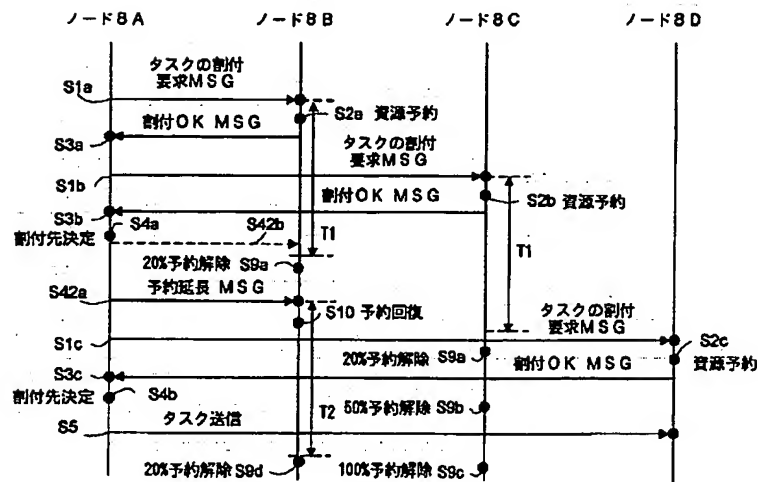 ノード8A ノード8B ノード8C ノード8D
タスクの割付
要求MSG
S1a
S2a 資源予約
割付OK MSG
S3a
タスクの割付
要求MSG
S1b
割付OK MSG
S2b 資源予約
S3b
S4a
S42b
T1
T1
割付先決定
20%予約解除 S9a
S42a
予約延長 MSG
S10 予約回復
タスクの割付
要求MSG
S1c
S2c
20%予約解除 S9a
割付OK MSG
資源予約
S3c
割付先決定
S4b
T2
50%予約解除 S9b
S5
タスク送信
20%予約解除 S9d
100%予約解除 S9c